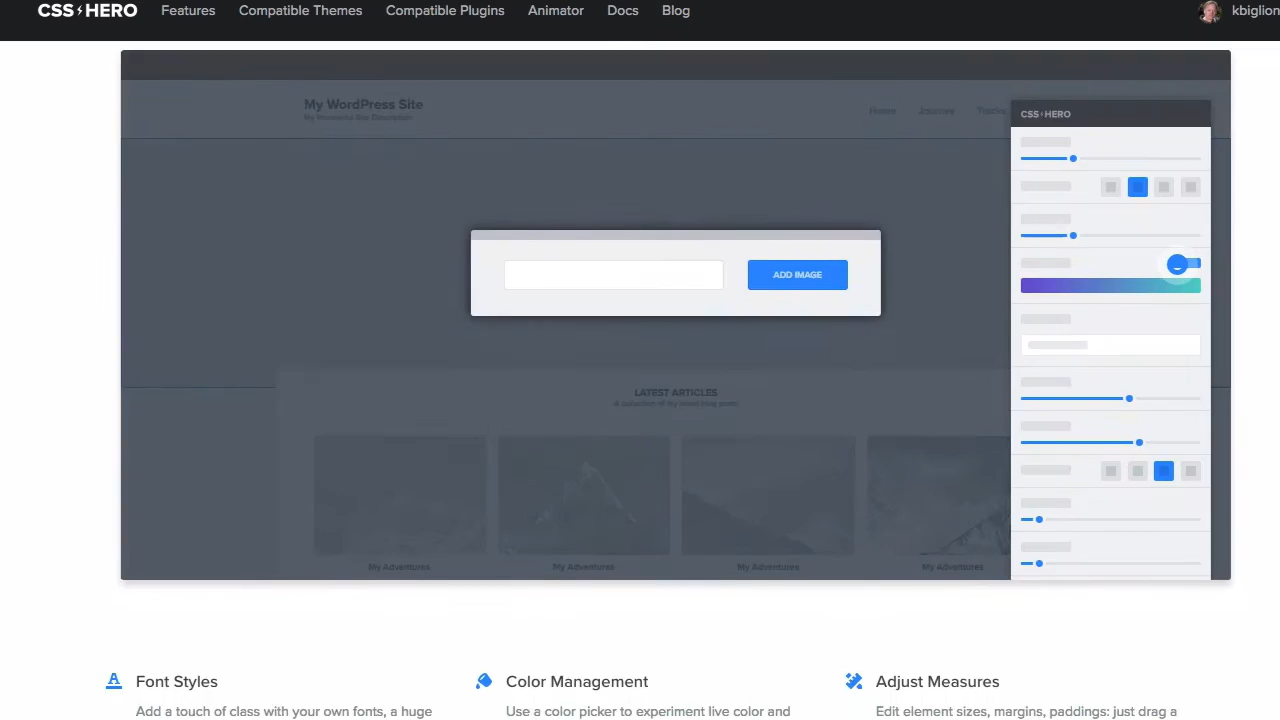 CSS HERO Features Compatible Themes Compatible Plugins Animator Docs Blog kbiglion
My WordPress Site
My Wonderful Site Description
Home Journey Tracks
CSS HERO
ADD IMAGE
LATEST ARTICLES
A collection of my latest blog posts
My Adventures My Adventures My Adventures My Adventures
Font Styles
Add a touch of class with your own fonts, a huge
Color Management
Use a color picker to experiment live color and
Adjust Measures
Edit element sizes, margins, paddings: just drag a